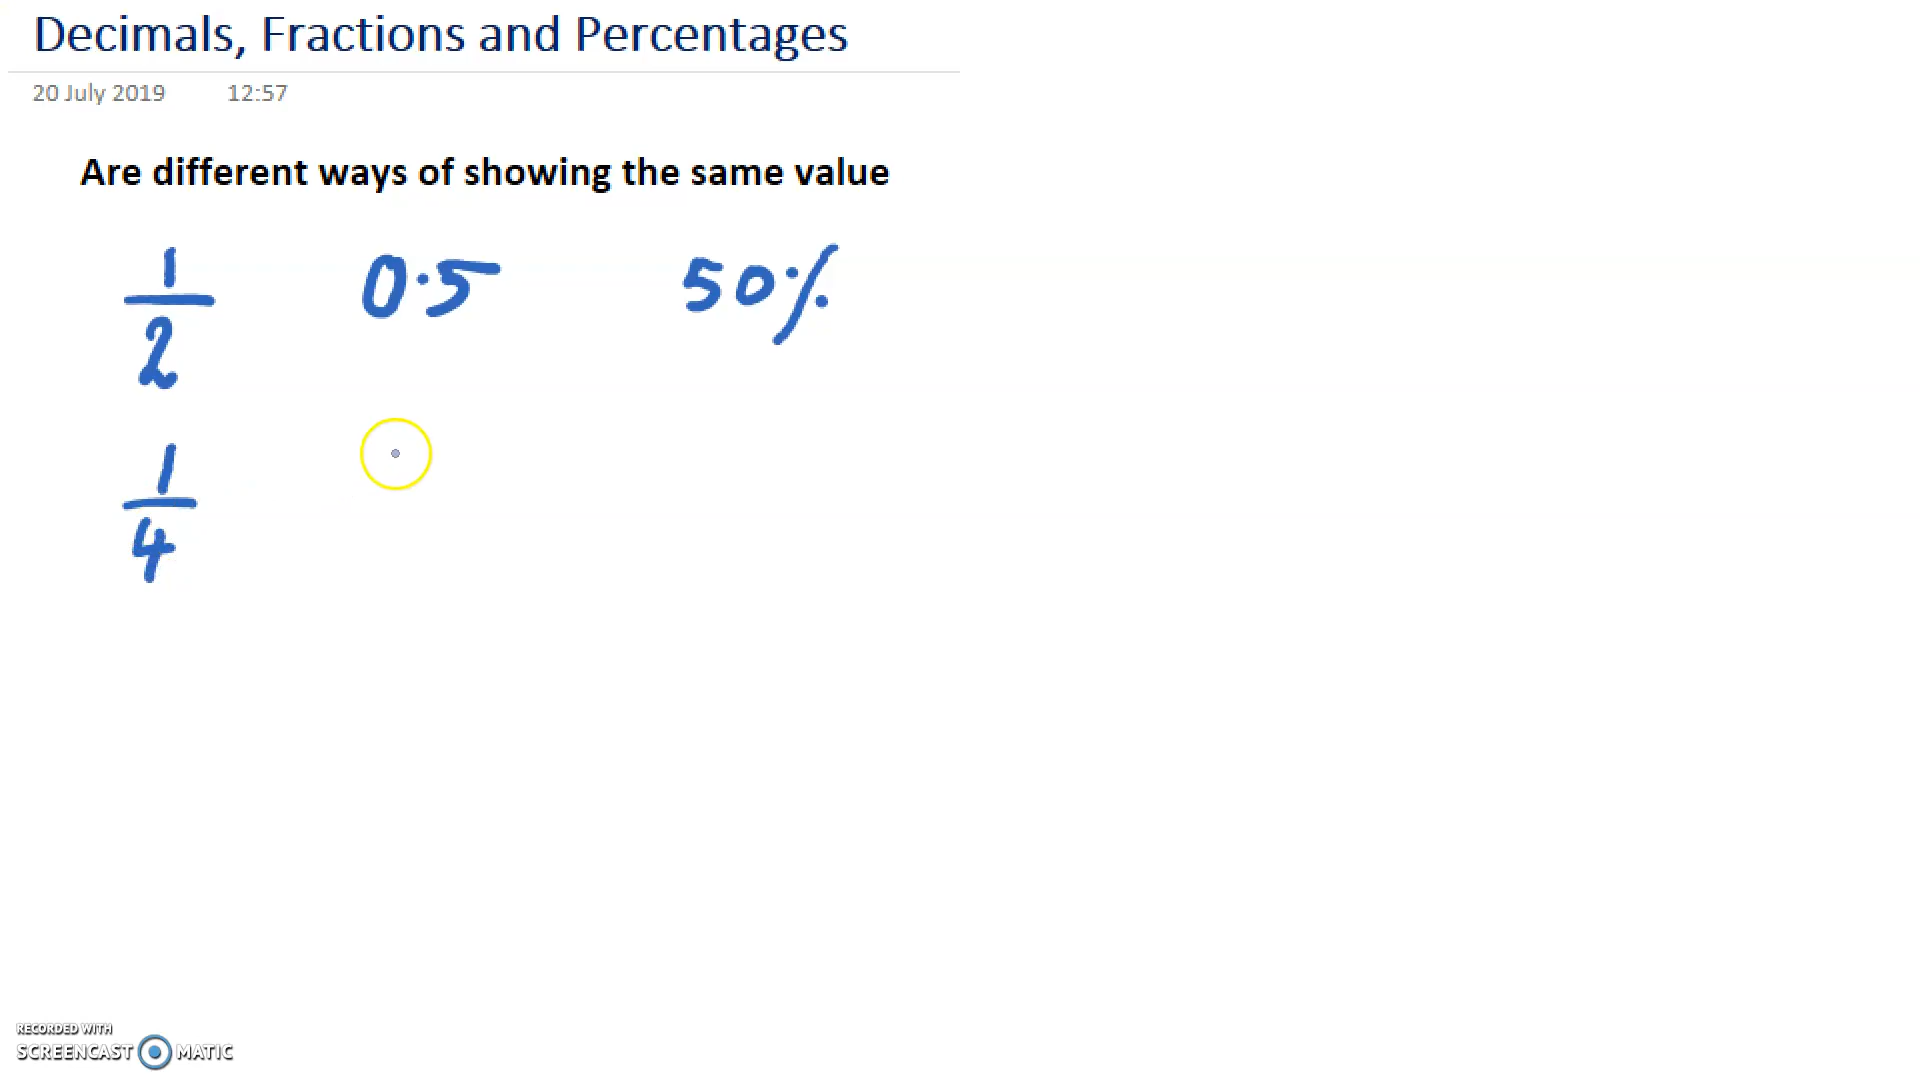 Decimals, Fractions and Percentages
20 July 2019 12:57
Are different ways of showing the same value
1/2 0.5 50%
1/4
RECORDED WITH
SCREENCAST MATIC